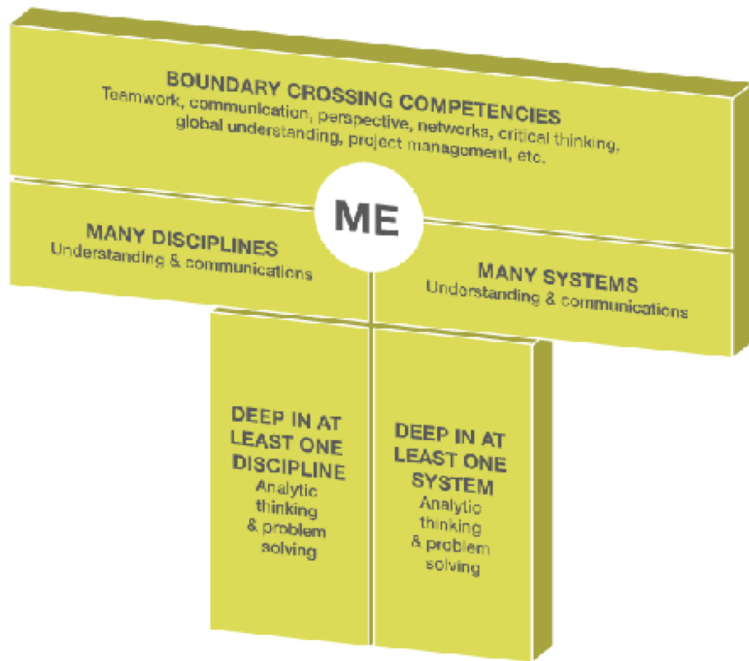 BOUNDARY CROSSING COMPETENCIES
Teamwork, communication, perspective, networks, critical thinking,
global understanding, project management, etc.
ME
MANY DISCIPLINES
Understanding & communications
MANY SYSTEMS
Understanding & communications
DEEP IN AT
LEAST ONE
DISCIPLINE
Analytic
thinking
& problem
solving
DEEP IN AT
LEAST ONE
SYSTEM
Analytic
thinking
& problem
solving